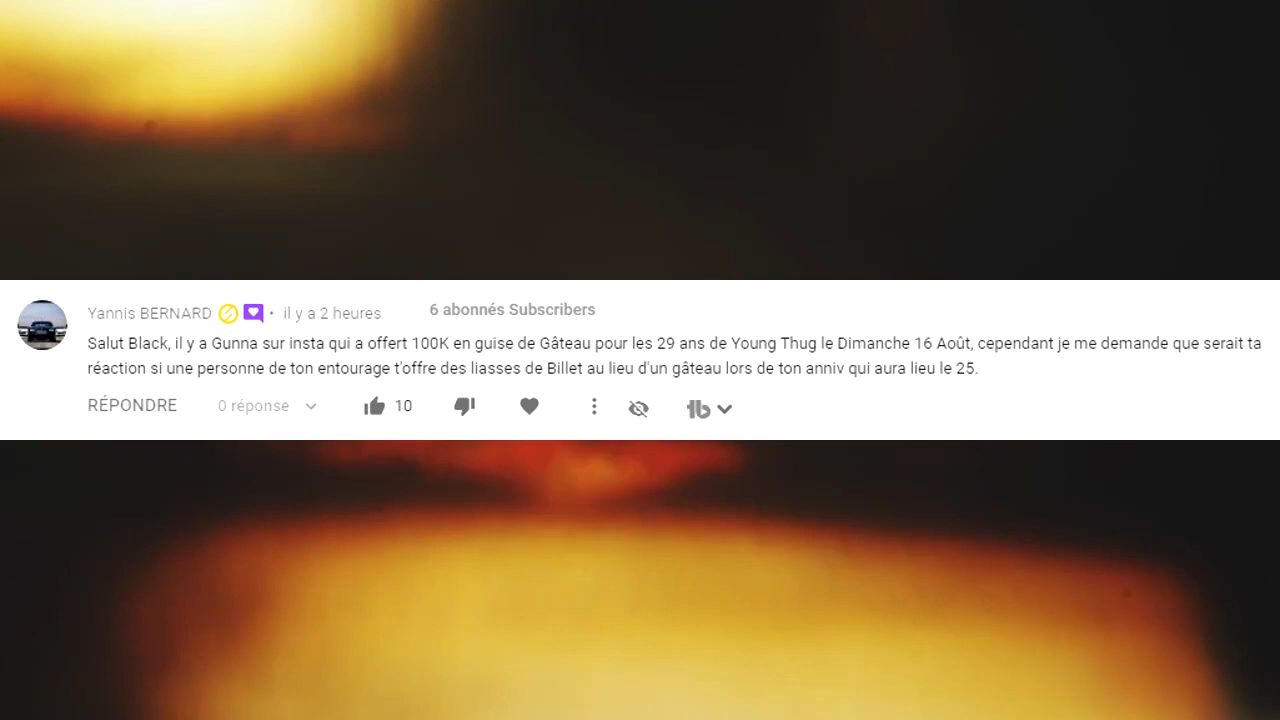 Yannis BERNARD • il y a 2 heures 6 abonnés Subscribers
Salut Black, il y a Gunna sur insta qui a offert 100K en guise de Gâteau pour les 29 ans de Young Thug le Dimanche 16 Août, cependant je me demande que serait ta
réaction si une personne de ton entourage t'offre des liasses de Billet au lieu d'un gâteau lors de ton anniv qui aura lieu le 25.
RÉPONDRE 0 réponse 10